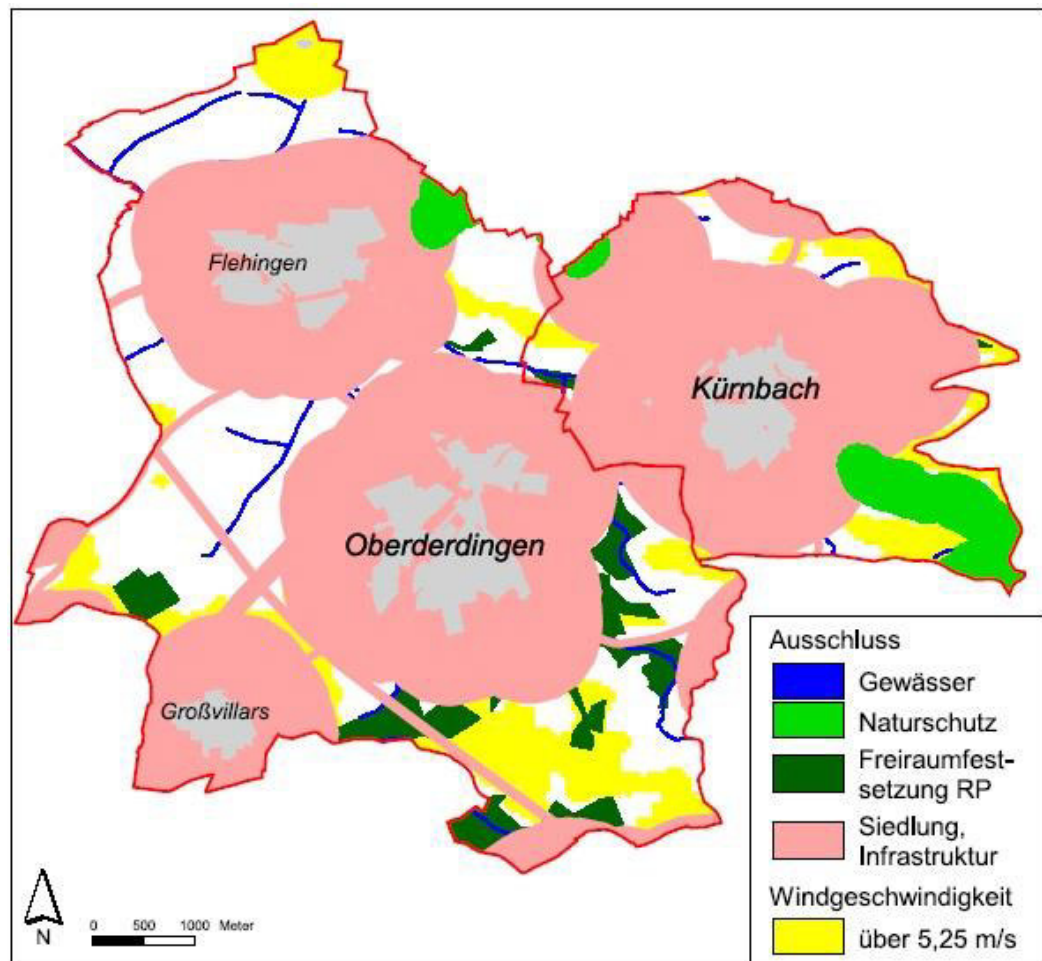 Flehingen
Kürnbach
Oberderdingen
Großvillars
Ausschluss
Gewässer
Naturschutz
Freiraumfest-
setzung RP
Siedlung,
Infrastruktur
Windgeschwindigkeit
über 5,25 m/s
N
0 500 1000 Meter